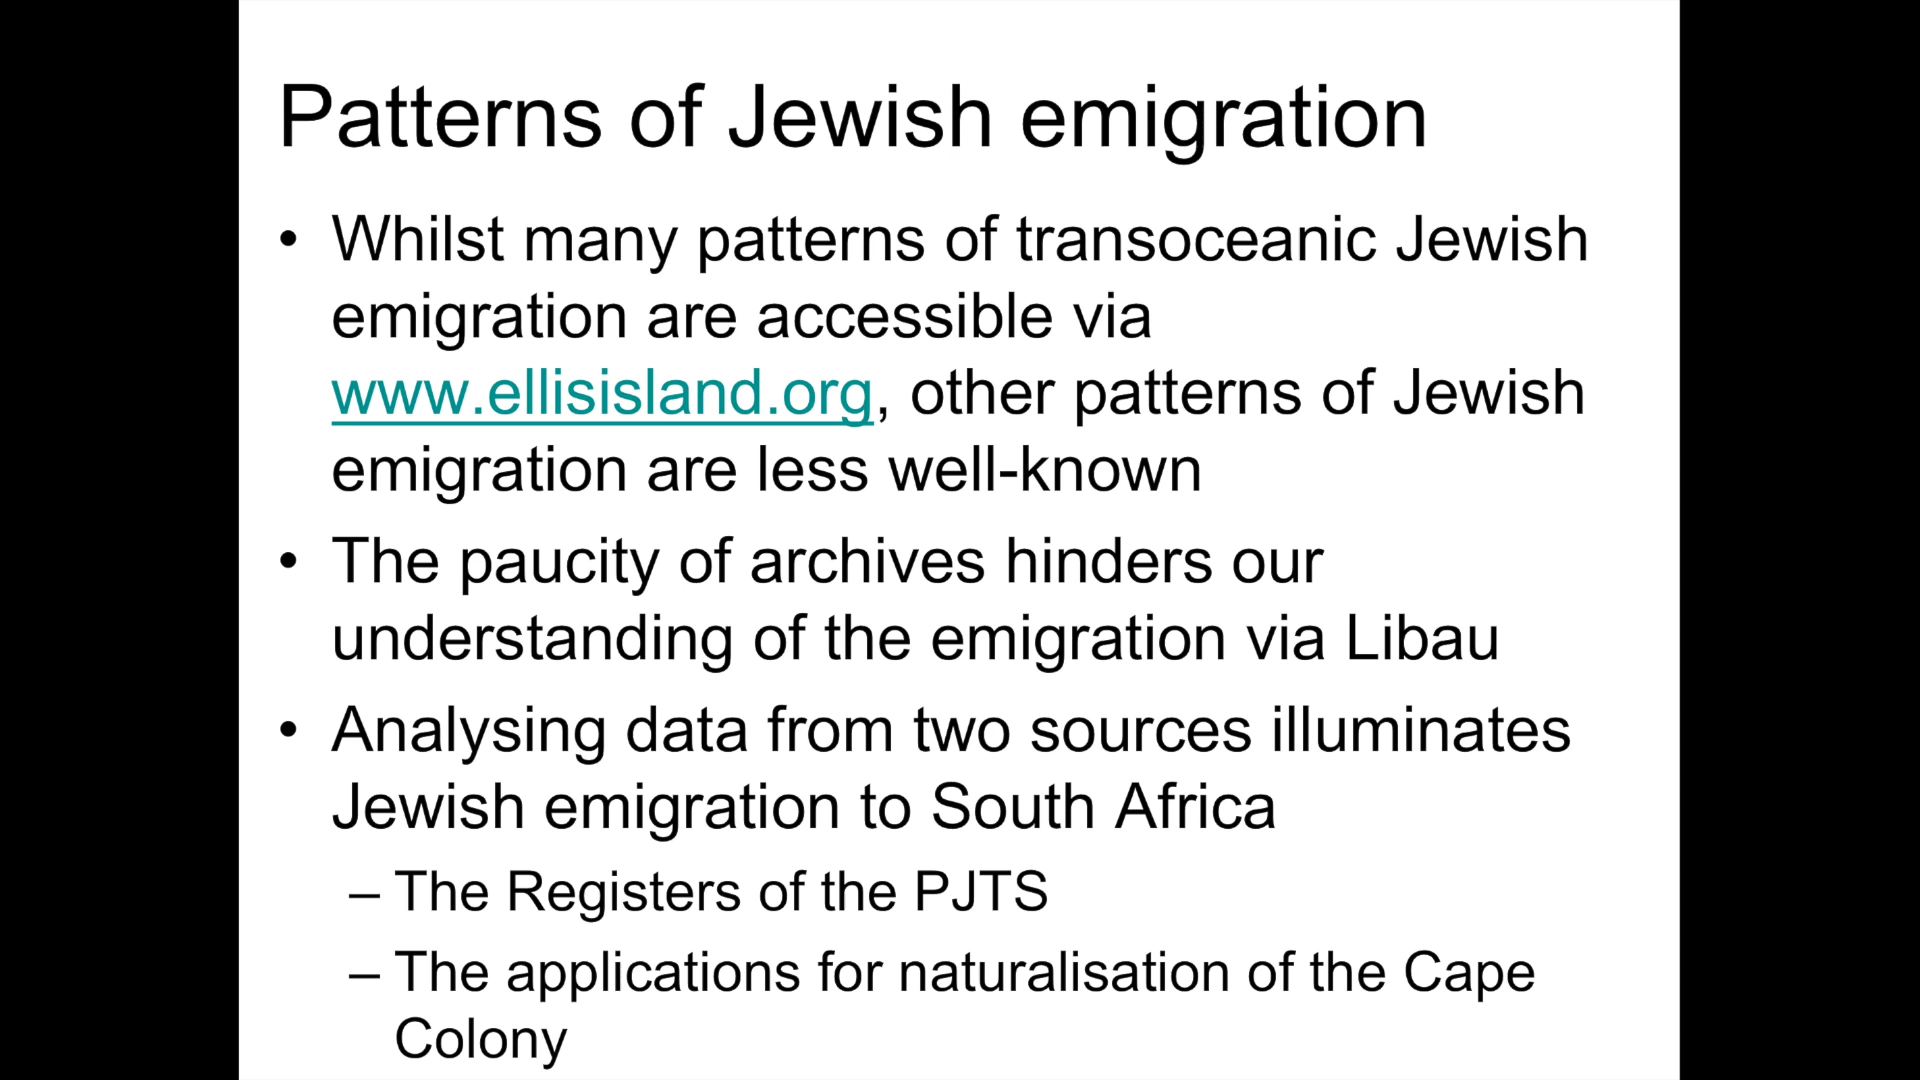 Patterns of Jewish emigration
• Whilst many patterns of transoceanic Jewish
emigration are accessible via
www.ellisisland.org, other patterns of Jewish
emigration are less well-known
• The paucity of archives hinders our
understanding of the emigration via Libau
• Analysing data from two sources illuminates
Jewish emigration to South Africa
– The Registers of the PJTS
– The applications for naturalisation of the Cape
Colony